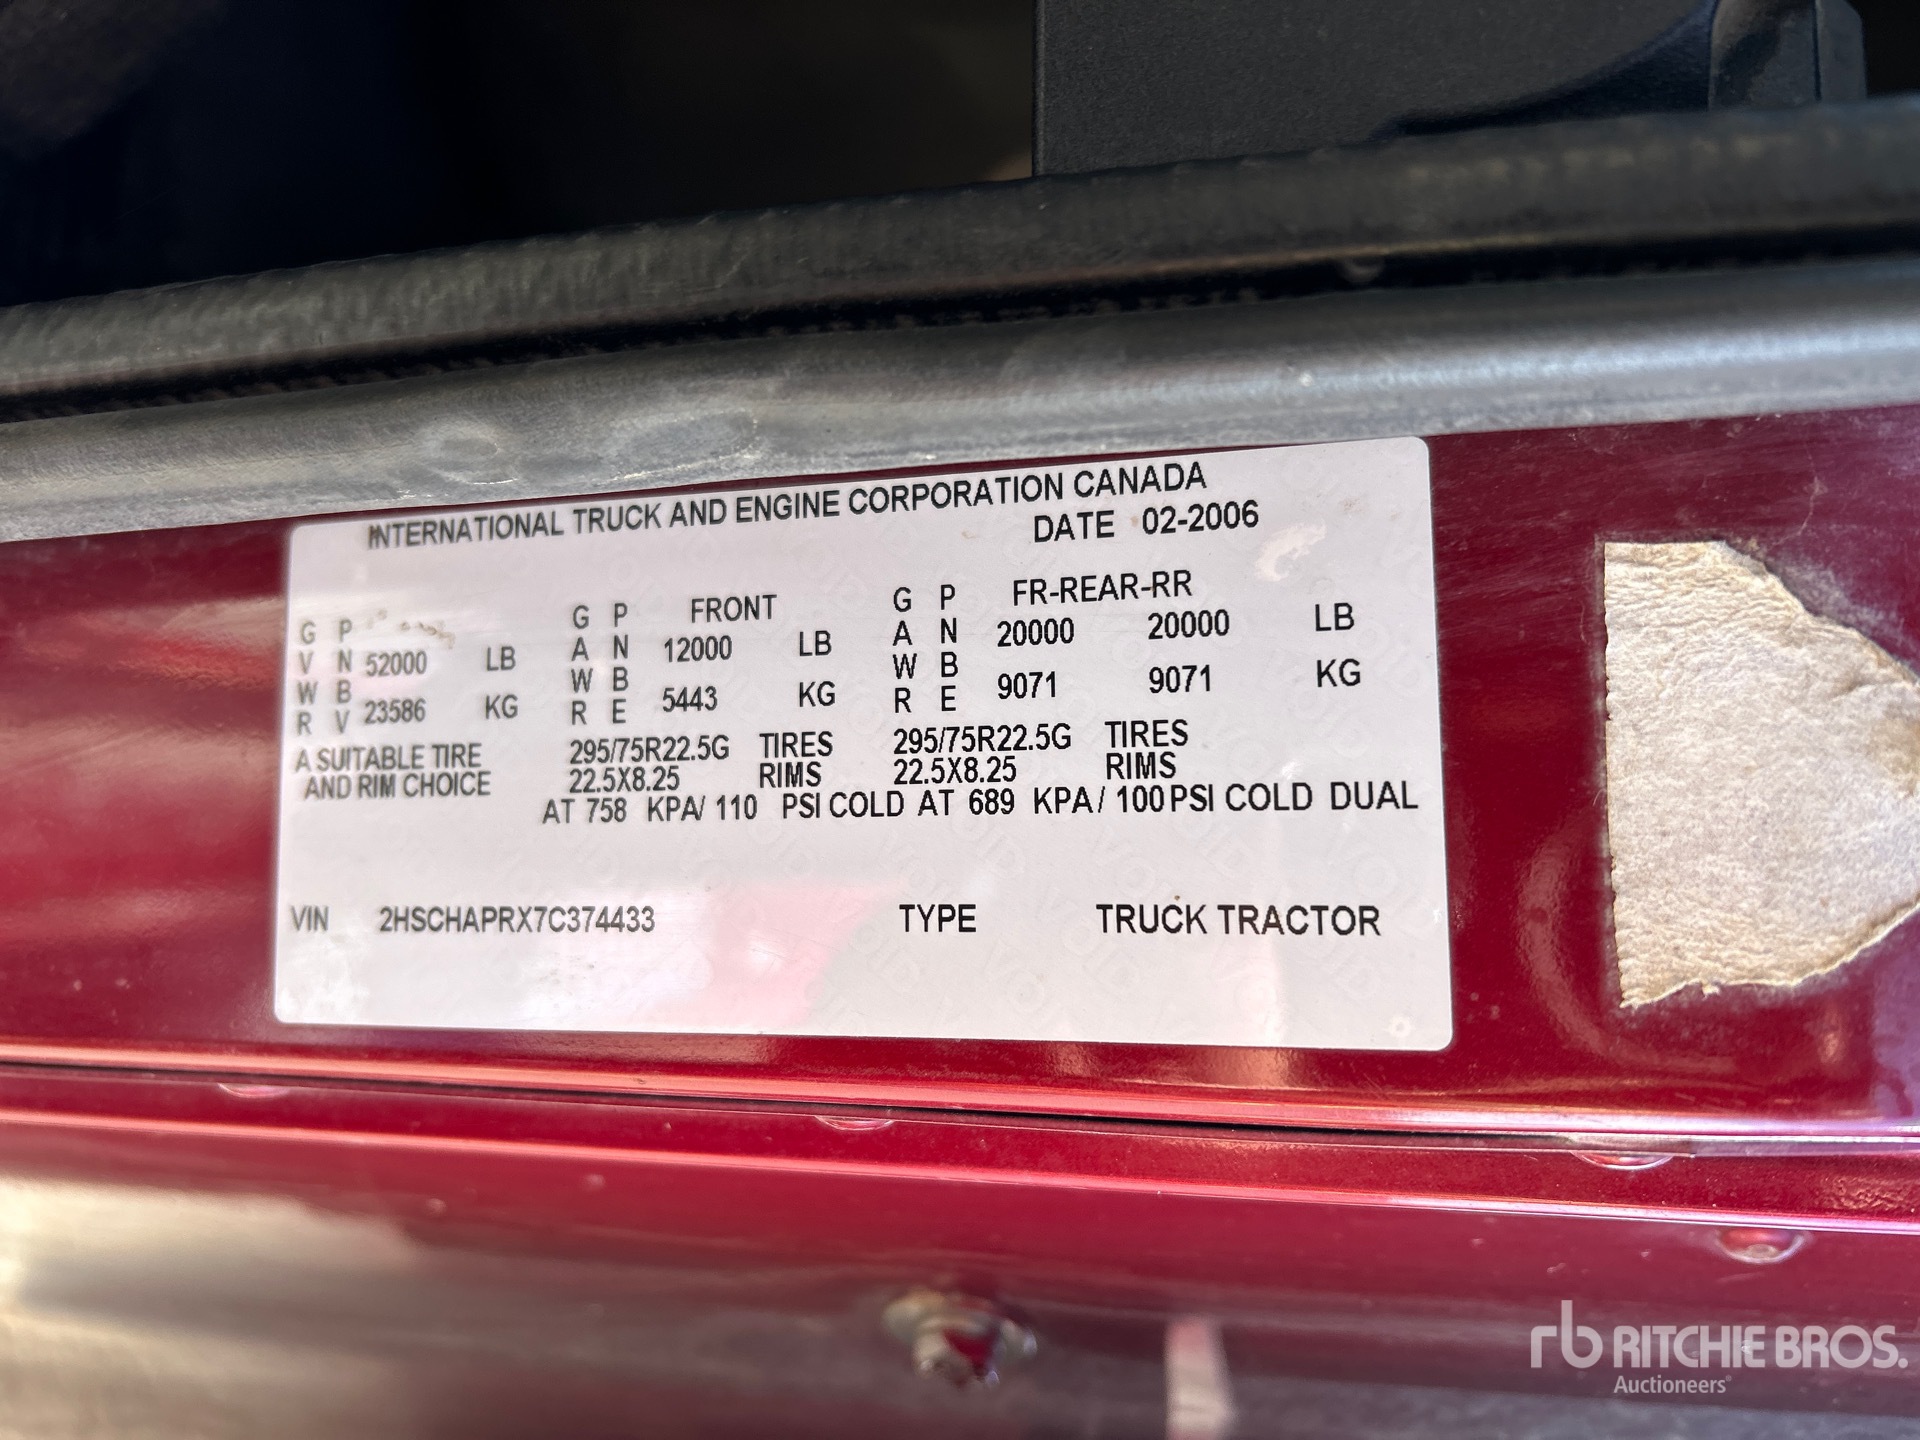 INTERNATIONAL TRUCK AND ENGINE CORPORATION CANADA
DATE 02-2006
G P G P FRONT G P FR-REAR-RR
V N 52000 LB A N 12000 LB A N 20000 20000 LB
W B W B W B
R V 23586 KG R E 5443 KG R E 9071 9071 KG
A SUITABLE TIRE 295/75R22.5G TIRES 295/75R22.5G TIRES
AND RIM CHOICE 22.5X8.25 RIMS 22.5X8.25 RIMS
AT 758 KPA/ 110 PSI COLD AT 689 KPA/ 100 PSI COLD DUAL
VIN 2HSCHAPRX7C374433 TYPE TRUCK TRACTOR
rb RITCHIE BROS.
Auctioneers